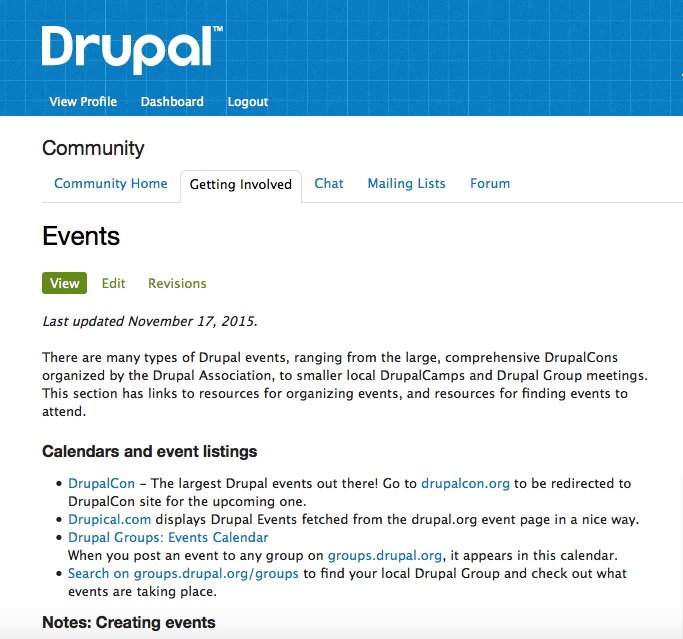 Drupal™
View Profile Dashboard Logout
Community
Community Home Getting Involved Chat Mailing Lists Forum
Events
View Edit Revisions
Last updated November 17, 2015.
There are many types of Drupal events, ranging from the large, comprehensive DrupalCons
organized by the Drupal Association, to smaller local DrupalCamps and Drupal Group meetings.
This section has links to resources for organizing events, and resources for finding events to
attend.
Calendars and event listings
• DrupalCon – The largest Drupal events out there! Go to drupalcon.org to be redirected to
DrupalCon site for the upcoming one.
• Drupical.com displays Drupal Events fetched from the drupal.org event page in a nice way.
• Drupal Groups: Events Calendar
When you post an event to any group on groups.drupal.org, it appears in this calendar.
• Search on groups.drupal.org/groups to find your local Drupal Group and check out what
events are taking place.
Notes: Creating events